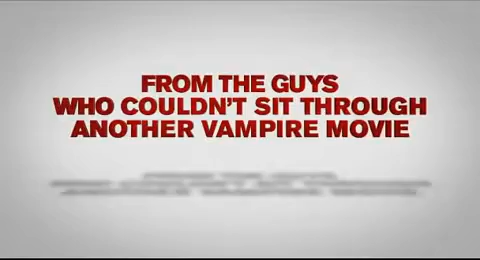 FROM THE GUYS
WHO COULDN'T SIT THROUGH
ANOTHER VAMPIRE MOVIE